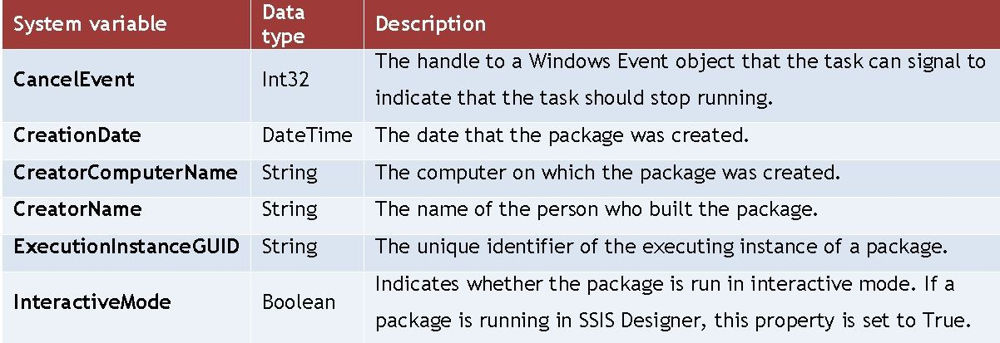 System variable Data type Description
CancelEvent Int32 The handle to a Windows Event object that the task can signal to
indicate that the task should stop running.
CreationDate DateTime The date that the package was created.
CreatorComputerName String The computer on which the package was created.
CreatorName String The name of the person who built the package.
ExecutionInstanceGUID String The unique identifier of the executing instance of a package.
InteractiveMode Boolean Indicates whether the package is run in interactive mode. If a
package is running in SSIS Designer, this property is set to True.